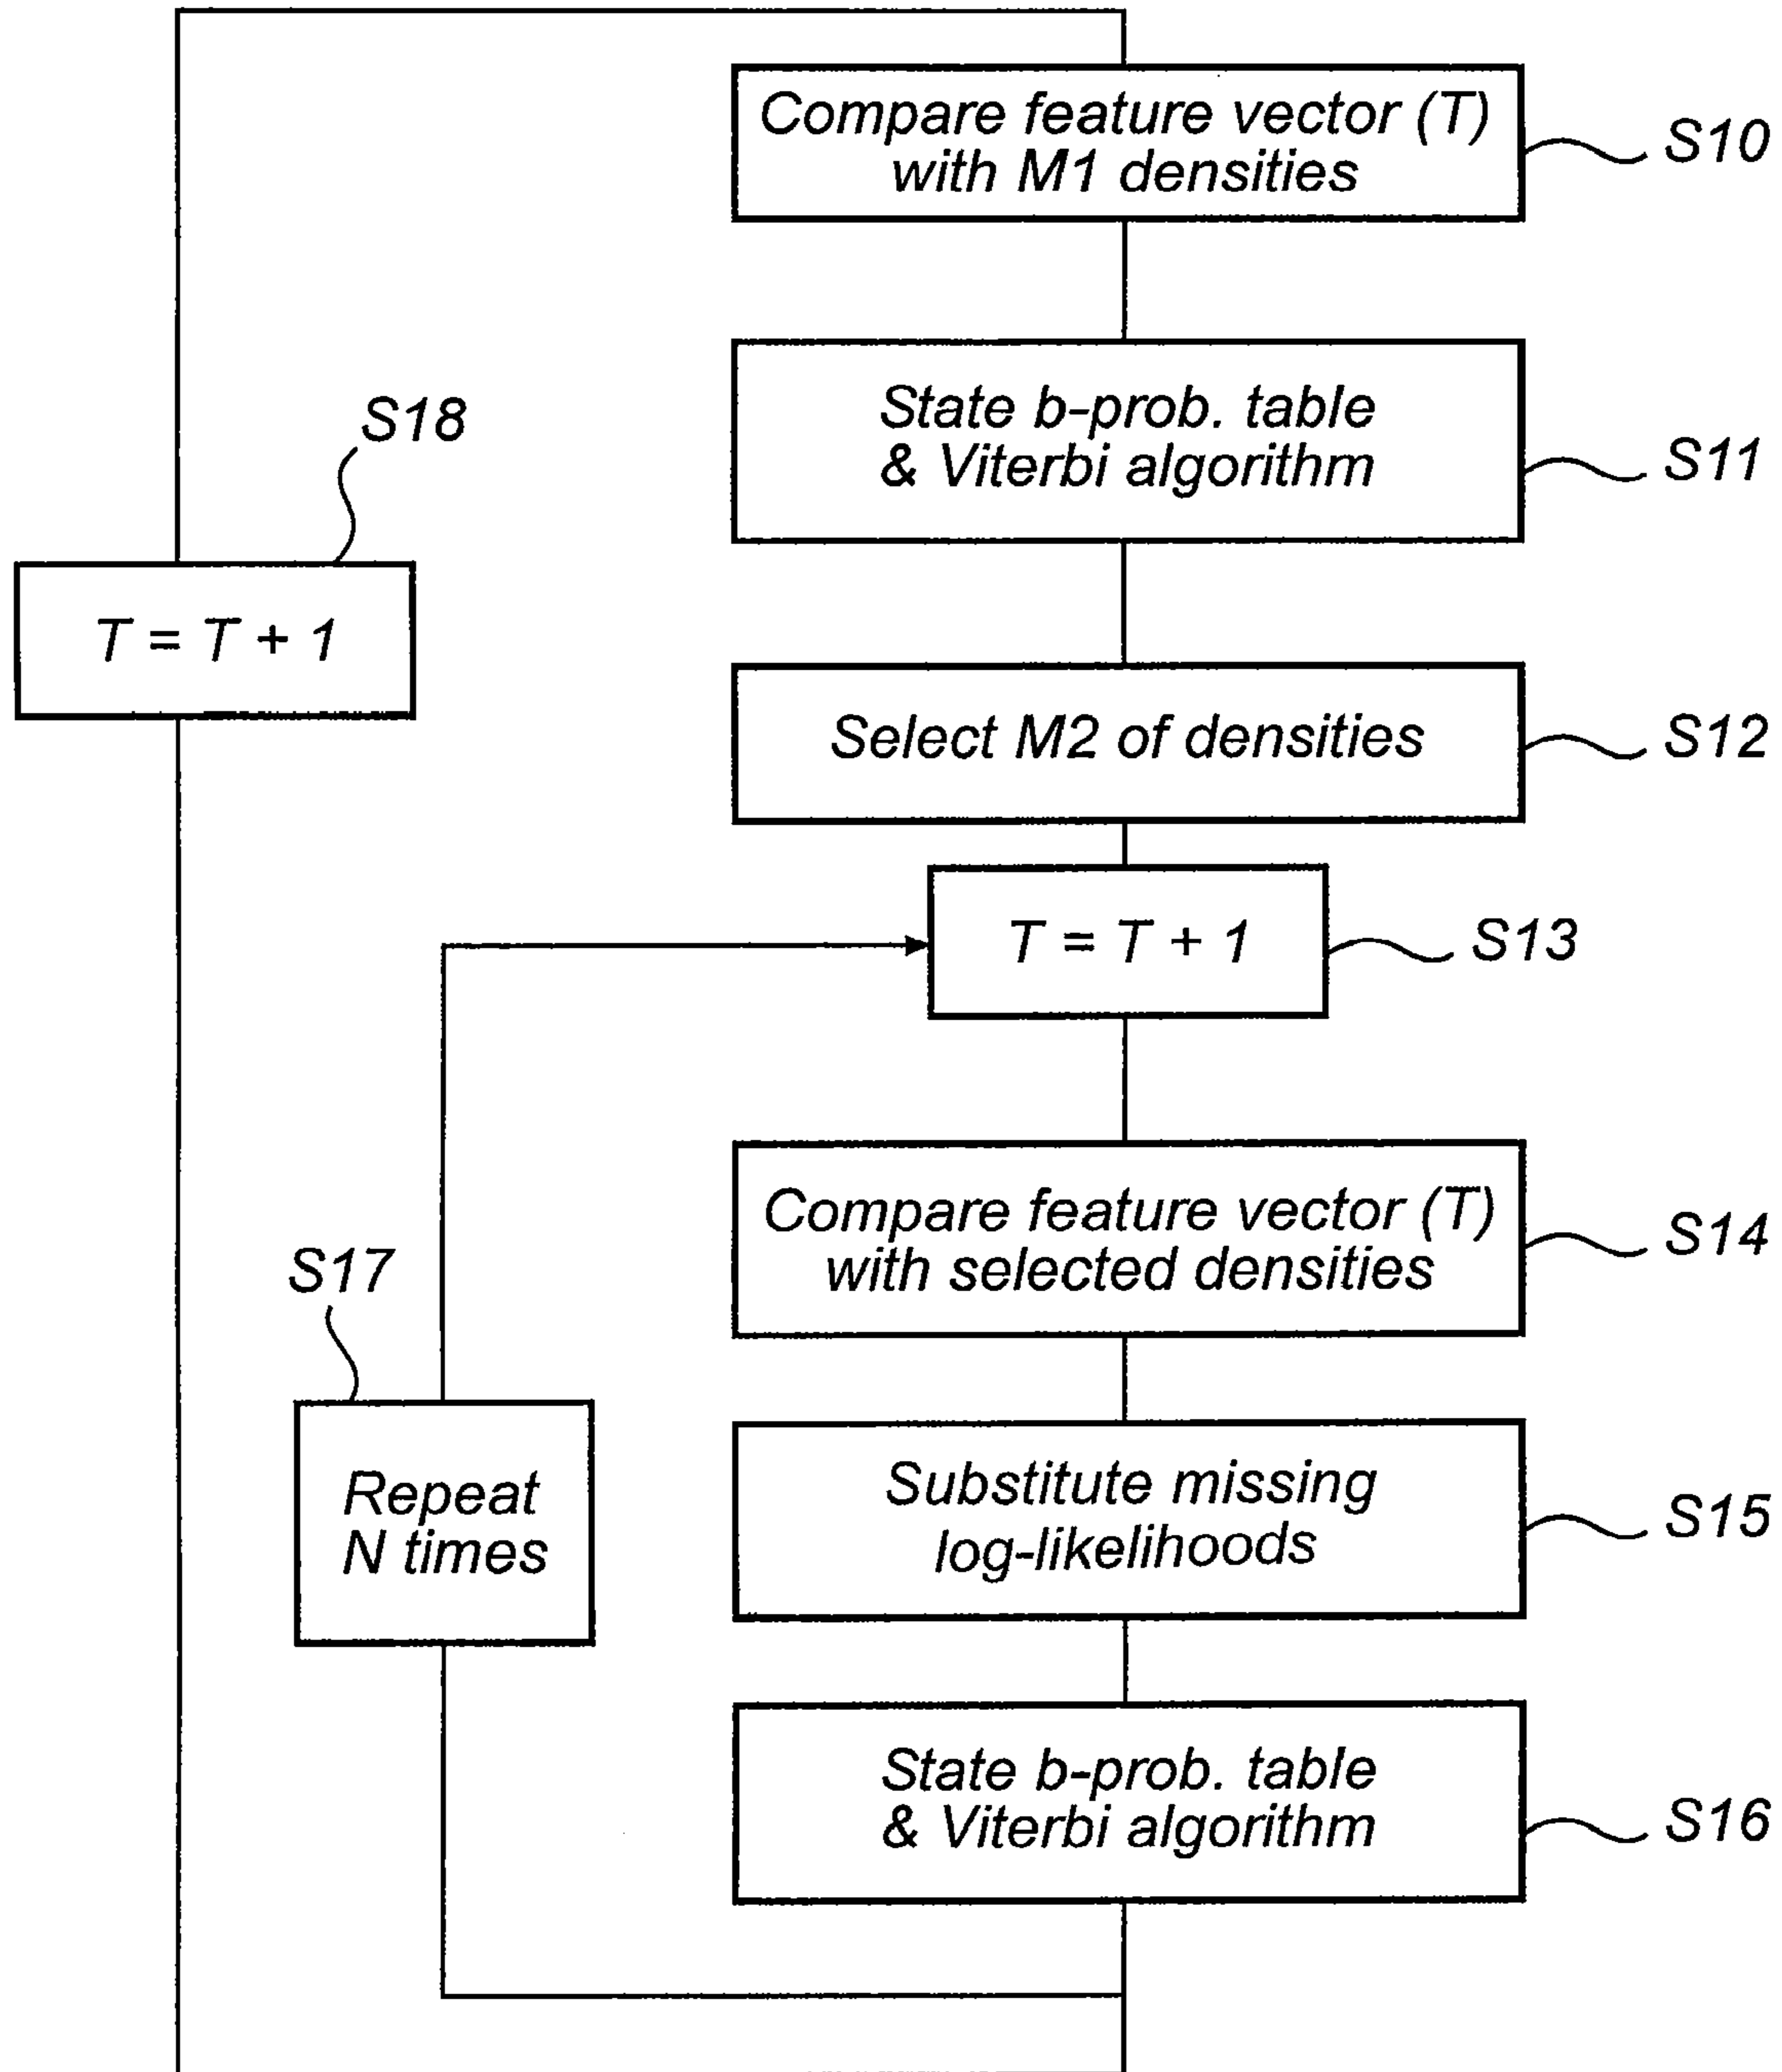 Compare feature vector (T)
with M1 densities
S10
State b-prob. table
& Viterbi algorithm
S11
S18
T = T + 1
Select M2 of densities
S12
T = T + 1
S13
Compare feature vector (T)
with selected densities
S14
S17
Repeat
N times
Substitute missing
log-likelihoods
S15
State b-prob. table
& Viterbi algorithm
S16